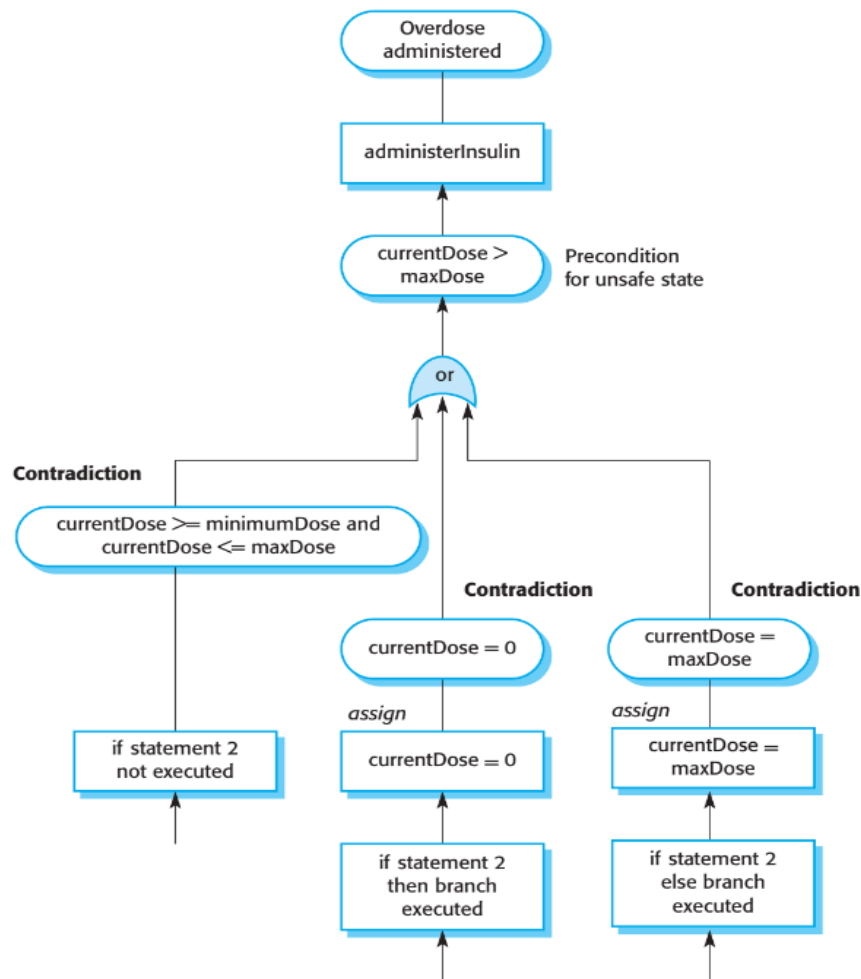 Overdose
administered
administerInsulin
currentDose >
maxDose
Precondition
for unsafe state
or
Contradiction
currentDose >= minimumDose and
currentDose <= maxDose
Contradiction
currentDose = 0
assign
currentDose = 0
if statement 2
then branch
executed
Contradiction
currentDose =
maxDose
assign
currentDose =
maxDose
if statement 2
else branch
executed
if statement 2
not executed